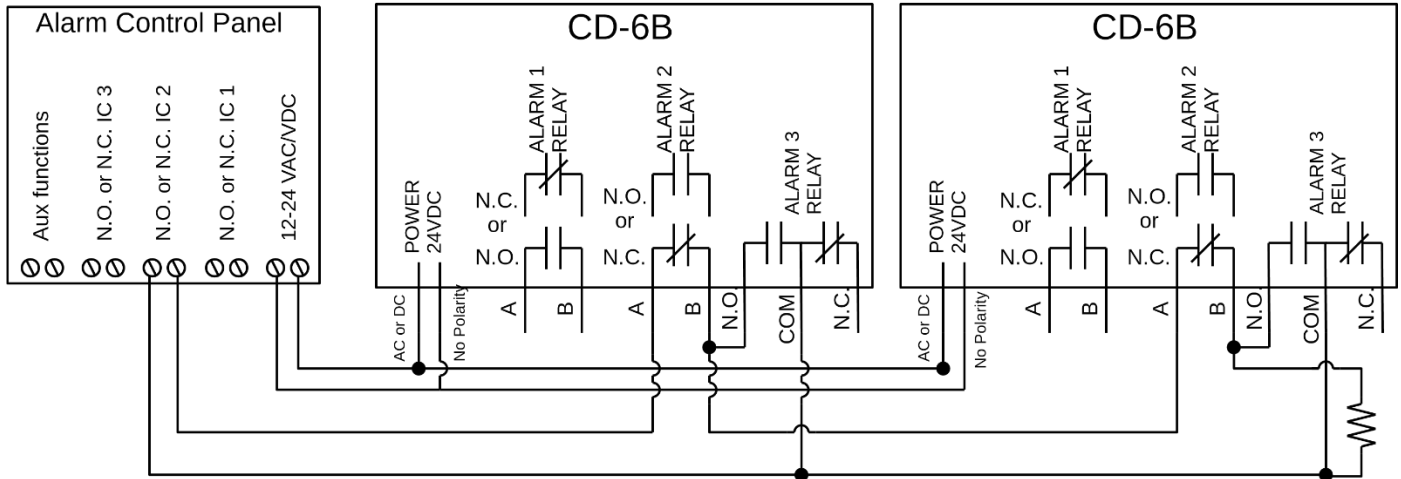 Alarm Control Panel
Aux functions
N.O. or N.C. IC 3
N.O. or N.C. IC 2
N.O. or N.C. IC 1
12-24 VAC/VDC
CD-6B
POWER
24VDC
ALARM 1
RELAY
N.C.
or
N.O.
ALARM 2
RELAY
N.O.
or
N.C.
ALARM 3
RELAY
AC or DC
No Polarity
A
B
A
B
N.O.
COM
N.C.
CD-6B
POWER
24VDC
ALARM 1
RELAY
N.C.
or
N.O.
ALARM 2
RELAY
N.O.
or
N.C.
ALARM 3
RELAY
AC or DC
No Polarity
A
B
A
B
N.O.
COM
N.C.